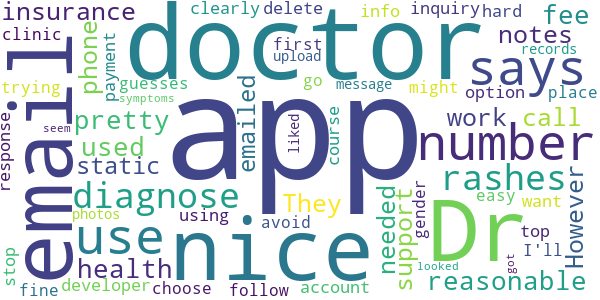 insurance
clearly
delete
info
inquiry
hard
fee
clinic
phone
payment
doctor
first
notes
trying
guesses
upload
go
message
might
records
option
place
symptoms
says
email
pretty
emailed
liked
course
app
number
work
call
response
seem
used
static
diagnose
They
rashes
using
avoid
needed
support
gender
Dr
easy
want
However
photos
use
nice
top
I'll
stop
health
reasonable
developer
fine
choose
follow
account
looked
got